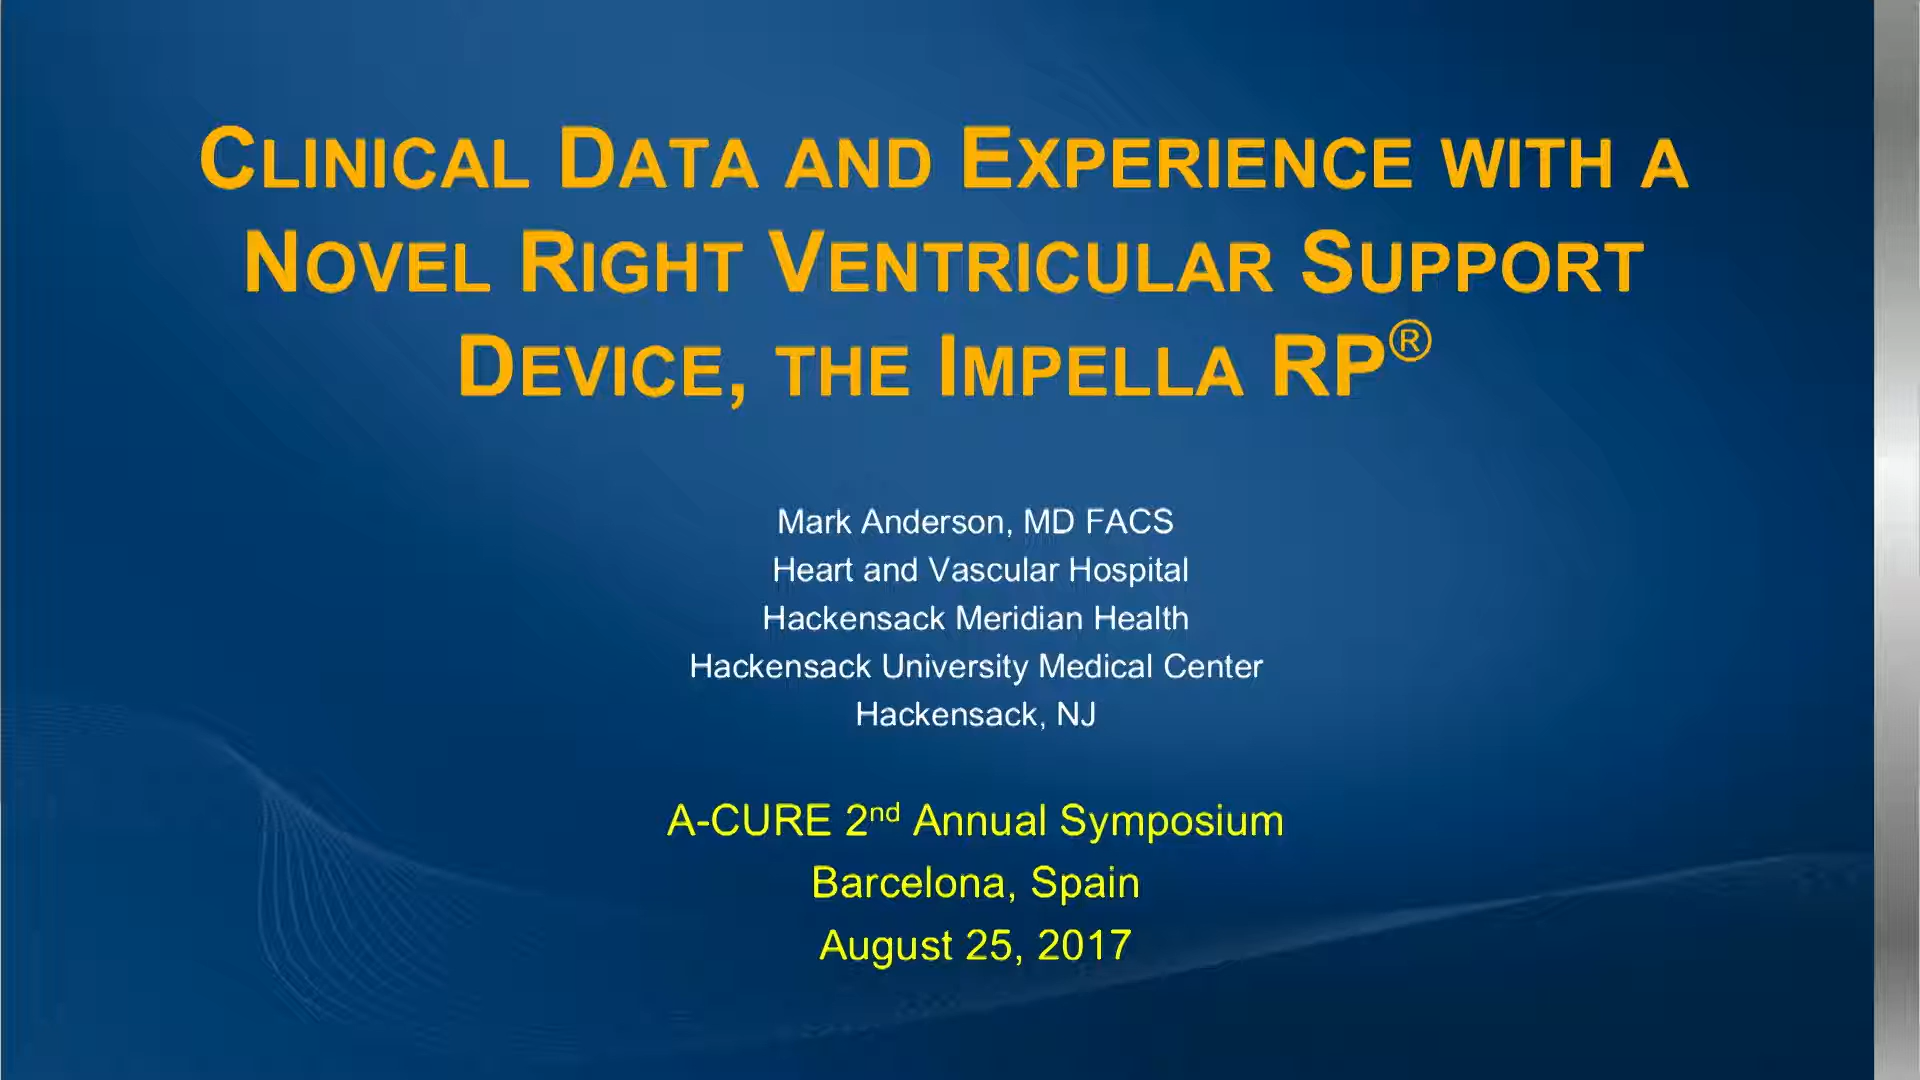 CLINICAL DATA AND EXPERIENCE WITH A
NOVEL RIGHT VENTRICULAR SUPPORT
DEVICE, THE IMPELLA RP®
Mark Anderson, MD FACS
Heart and Vascular Hospital
Hackensack Meridian Health
Hackensack University Medical Center
Hackensack, NJ
A-CURE 2nd Annual Symposium
Barcelona, Spain
August 25, 2017